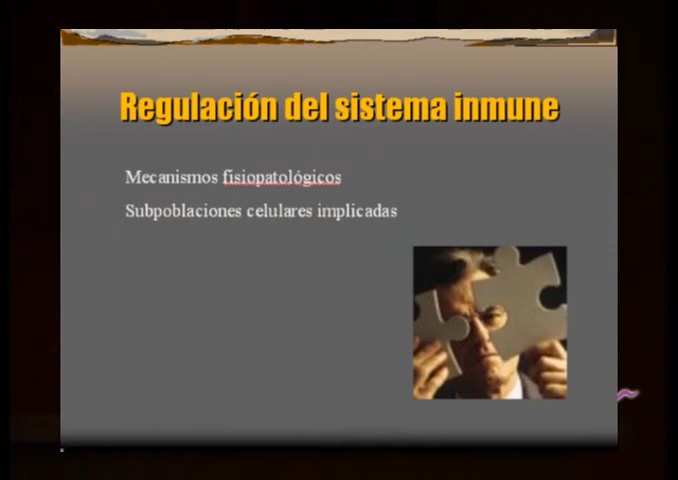 Regulación del sistema inmune
Mecanismos fisiopatológicos
Subpoblaciones celulares implicadas